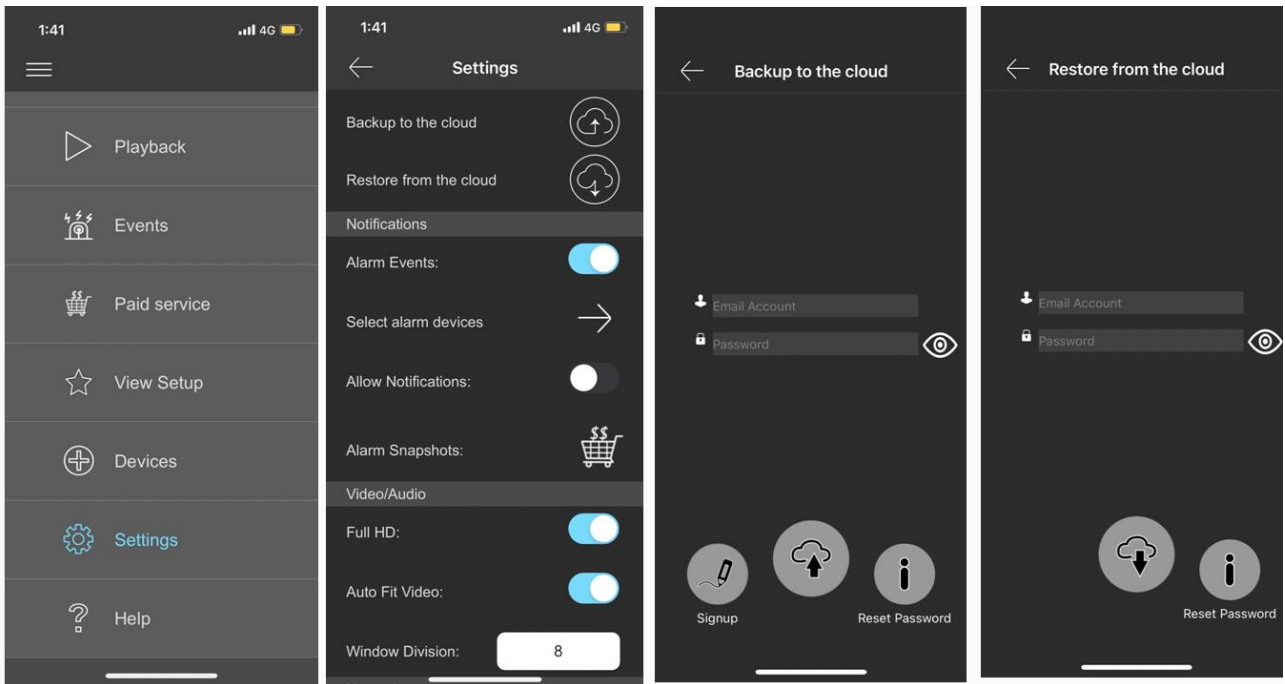 1:41
4G
Playback
Events
$$
Paid service
View Setup
Devices
Settings
Help
1:41
4G
Settings
Backup to the cloud
Restore from the cloud
Notifications
Alarm Events:
Select alarm devices
Allow Notifications:
Alarm Snapshots:
$$
Video/Audio
Full HD:
Auto Fit Video:
Window Division:
8
Backup to the cloud
Email Account
Password
Signup
Reset Password
Restore from the cloud
Email Account
Password
Reset Password